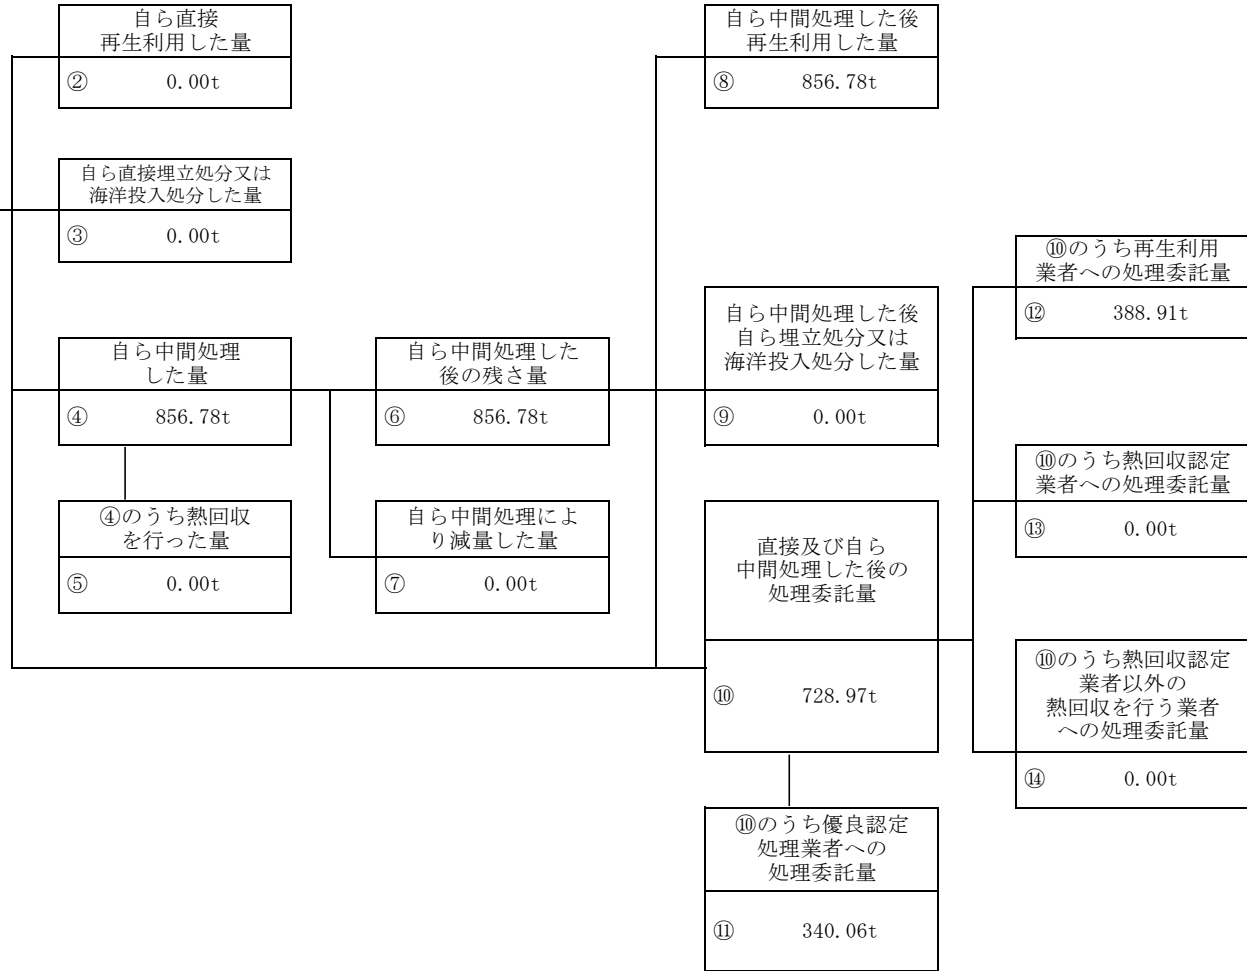 自ら直接
再生利用した量
② 0.00t
自ら直接埋立処分又は
海洋投入処分した量
③ 0.00t
自ら中間処理
した量
④ 856.78t
④のうち熱回収
を行った量
⑤ 0.00t
自ら中間処理した
後の残さ量
⑥ 856.78t
自ら中間処理によ
り減量した量
⑦ 0.00t
自ら中間処理した後
再生利用した量
⑧ 856.78t
自ら中間処理した後
自ら埋立処分又は
海洋投入処分した量
⑨ 0.00t
直接及び自ら
中間処理した後の
処理委託量
⑩ 728.97t
⑩のうち優良認定
処理業者への
処理委託量
⑪ 340.06t
⑩のうち再生利用
業者への処理委託量
⑫ 388.91t
⑩のうち熱回収認定
業者への処理委託量
⑬ 0.00t
⑩のうち熱回収認定
業者以外の
熱回収を行う業者
への処理委託量
⑭ 0.00t